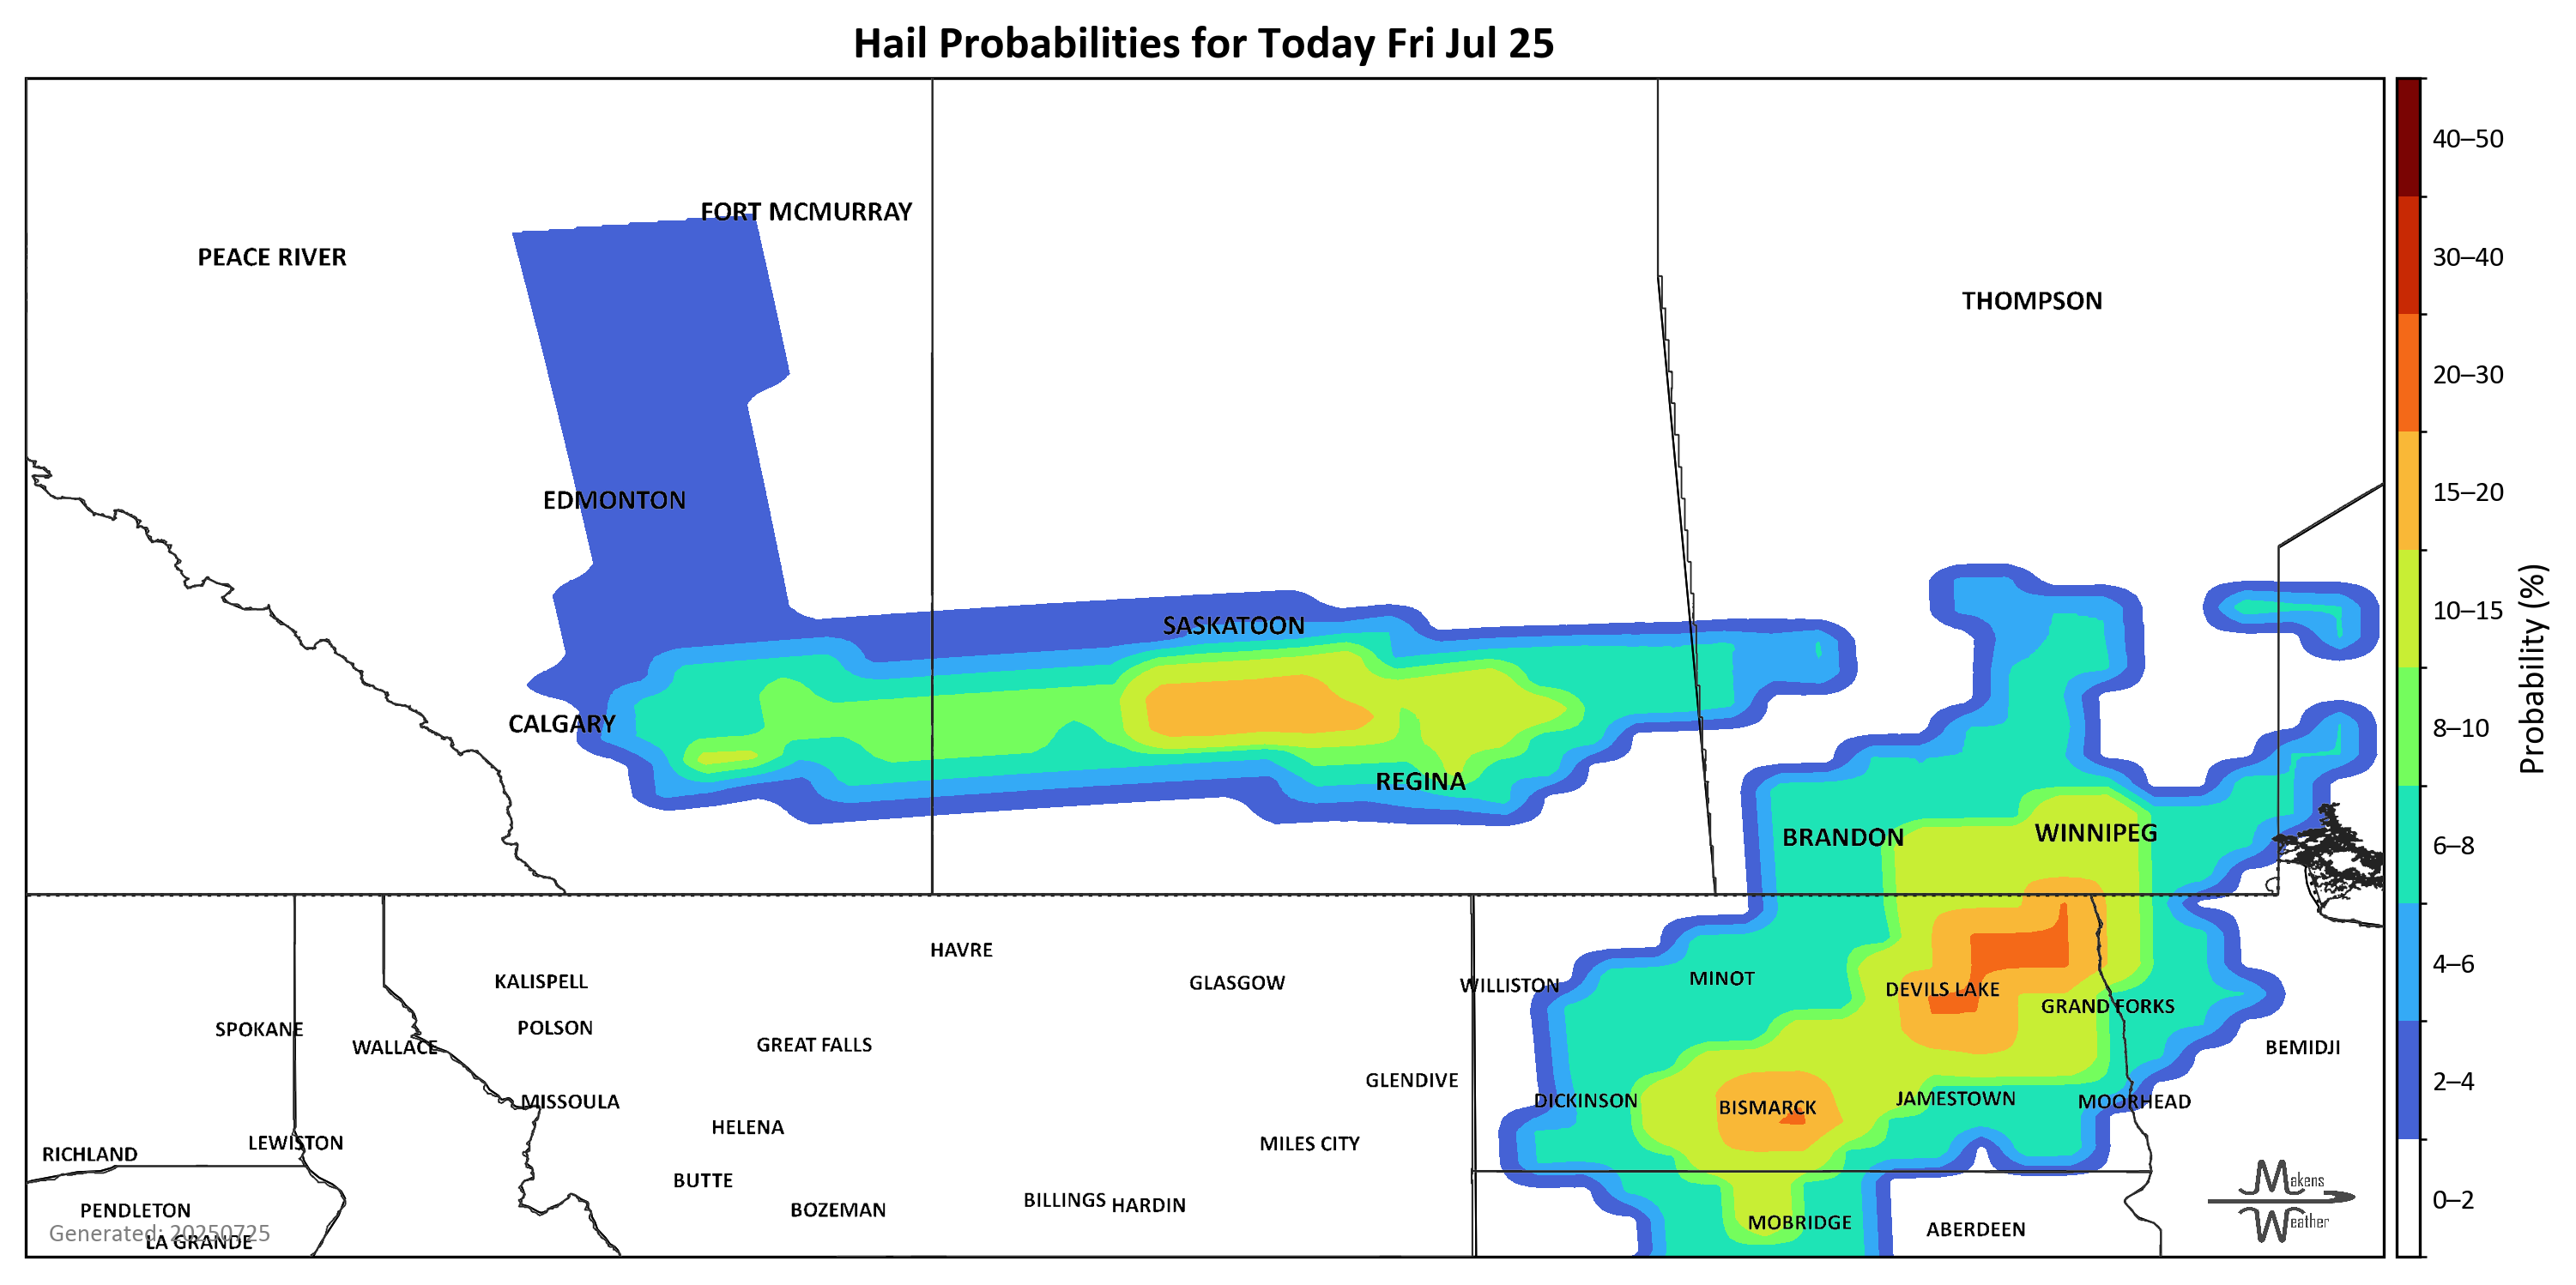 Hail Probabilities for Today Fri Jul 25
FORT MCMURRAY
PEACE RIVER
THOMPSON
EDMONTON
SASKATOON
CALGARY
REGINA
BRANDON
WINNIPEG
HAVRE
KALISPELL
GLASGOW
WILLISTON
MINOT
DEVILS LAKE
GRAND FORKS
SPOKANE
POLSON
WALLACE
GREAT FALLS
BEMIDJI
GLENDIVE
MISSOULA
DICKINSON
BISMARCK
JAMESTOWN
MOORHEAD
HELENA
LEWISTON
MILES CITY
RICHLAND
BUTTE
BILLINGS
HARDIN
PENDLETON
BOZEMAN
MOBRIDGE
ABERDEEN
Generated: 20250725
LA GRANDE
Makens
Weather
40–50
30–40
20–30
15–20
10–15
8–10
6–8
4–6
2–4
0–2
Probability (%)